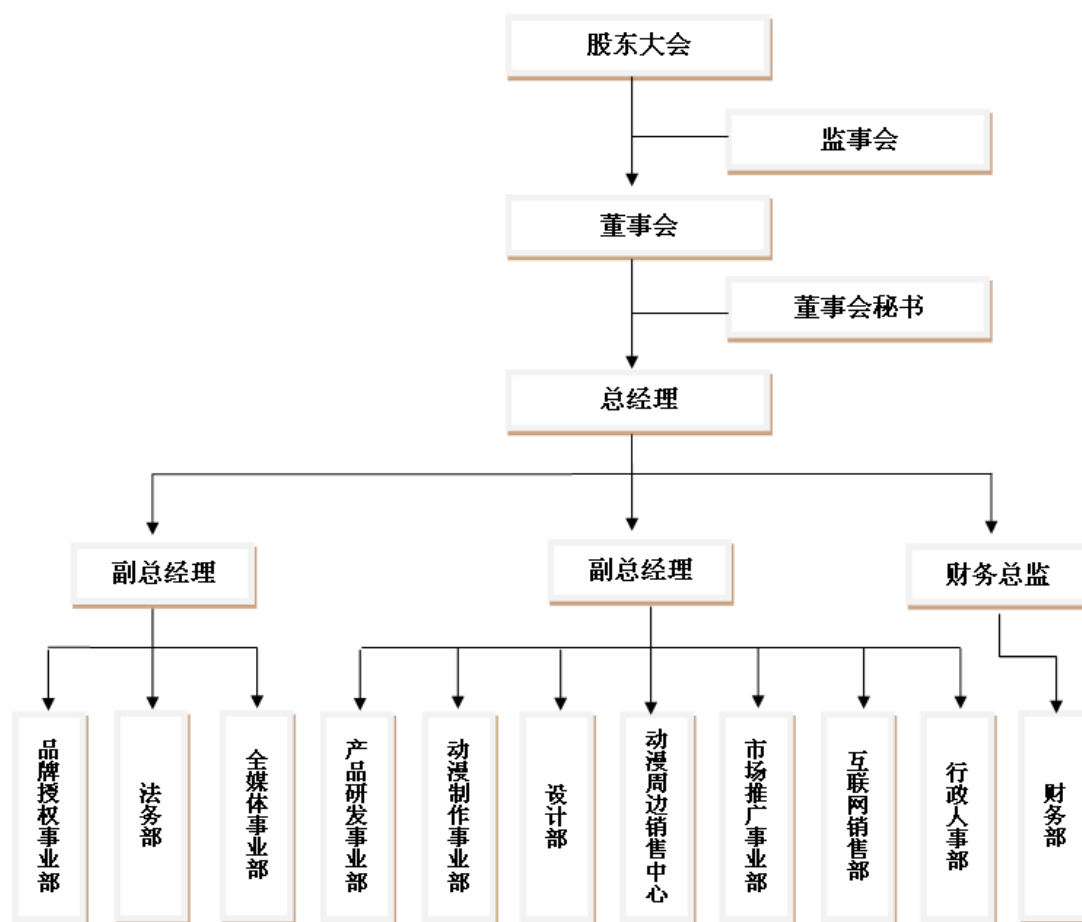 股东大会
监事会
董事会
董事会秘书
总经理
副总经理
副总经理
财务总监
品牌授权事业部
法务部
全媒体事业部
产品研发事业部
动漫制作事业部
设计部
动漫周边销售中心
市场推广事业部
互联网销售部
行政人事部
财务部